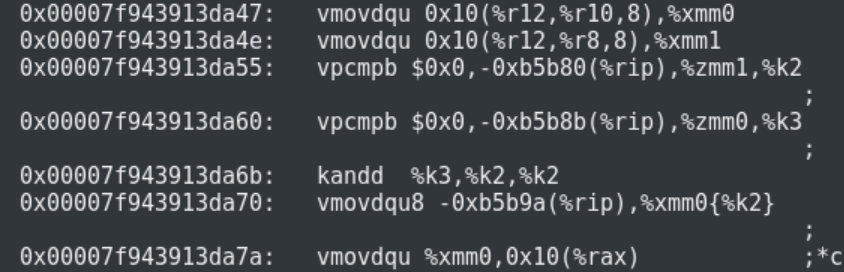 0x00007f943913da47: vmovdqu 0x10(%r12,%r10,8),%xmm0
0x00007f943913da4e: vmovdqu 0x10(%r12,%r8,8),%xmm1
0x00007f943913da55: vpcmpb $0x0,-0xb5b80(%rip),%zmm1,%k2
;
0x00007f943913da60: vpcmpb $0x0,-0xb5b8b(%rip),%zmm0,%k3
;
0x00007f943913da6b: kandd %k3,%k2,%k2
0x00007f943913da70: vmovdqu8 -0xb5b9a(%rip),%xmm0{%k2}
;
0x00007f943913da7a: vmovdqu %xmm0,0x10(%rax) ;*c